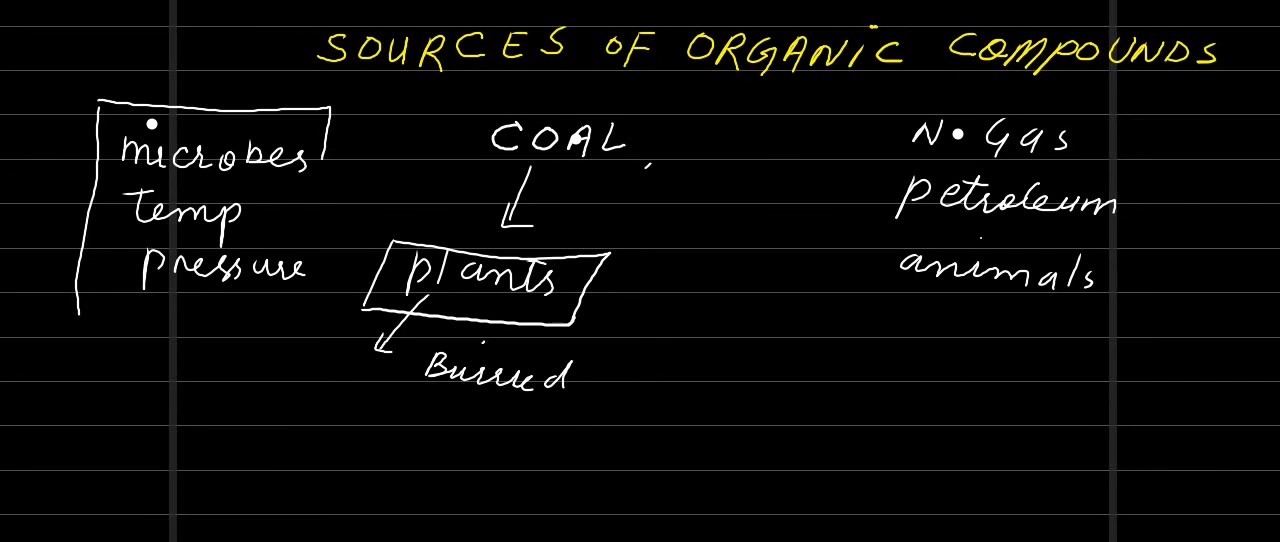 SOURCES OF ORGANIC COMPOUNDS
microbes
temp
pressure
COAL
plants
Burried
N. Gas
petroleum
animals